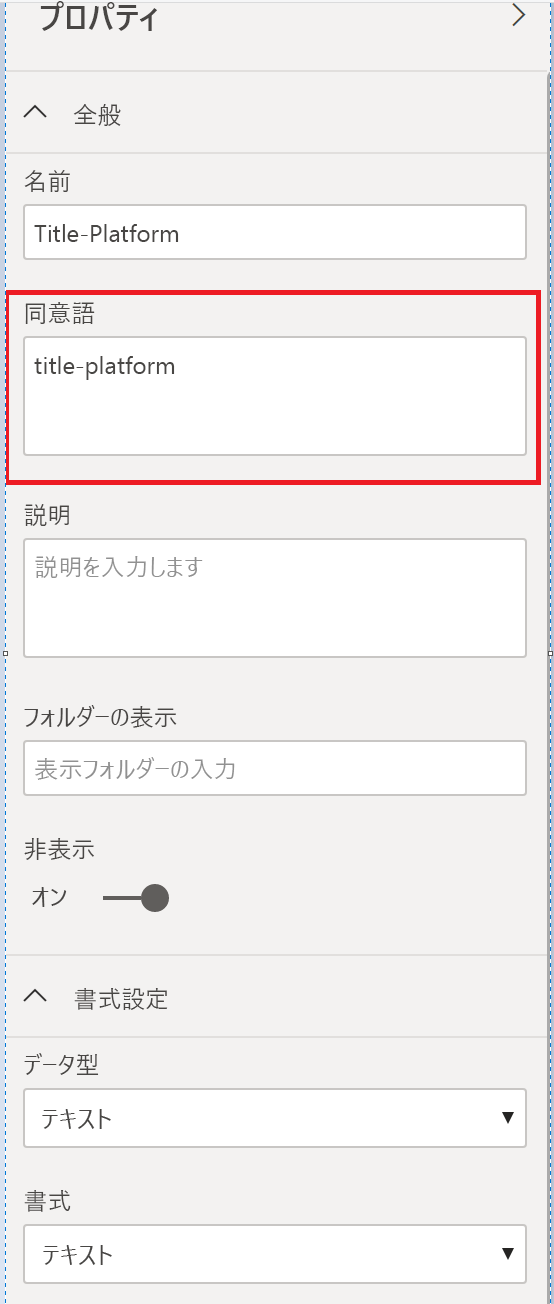 プロパティ
全般
名前
Title-Platform
同意語
title-platform
説明
説明を入力します
フォルダーの表示
表示フォルダーの入力
非表示
オン
書式設定
データ型
テキスト
書式
テキスト